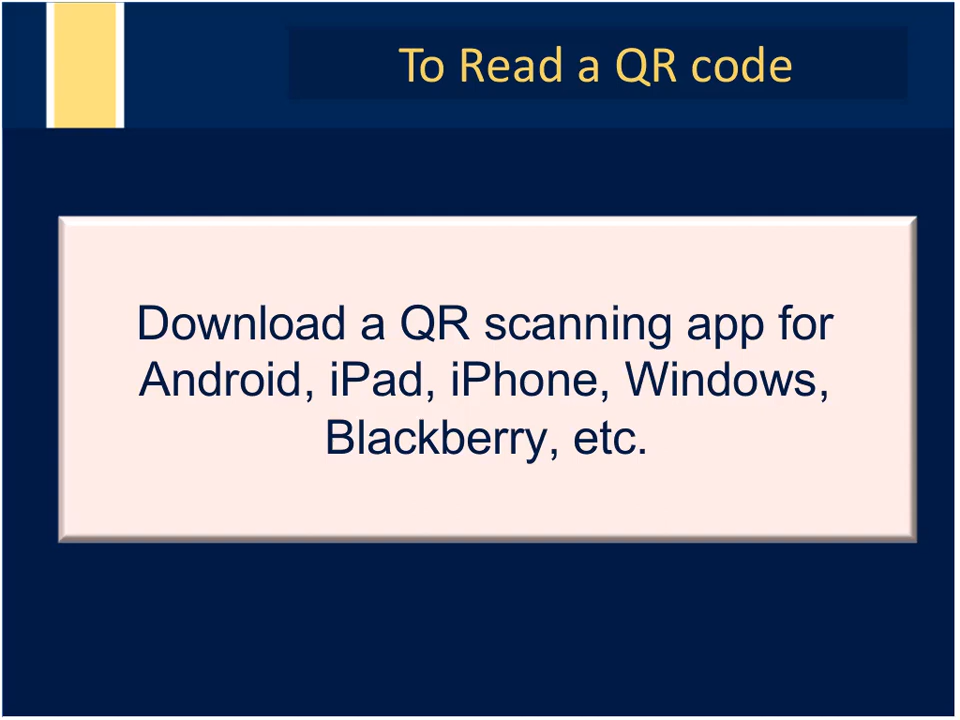 To Read a QR code
Download a QR scanning app for
Android, iPad, iPhone, Windows,
Blackberry, etc.